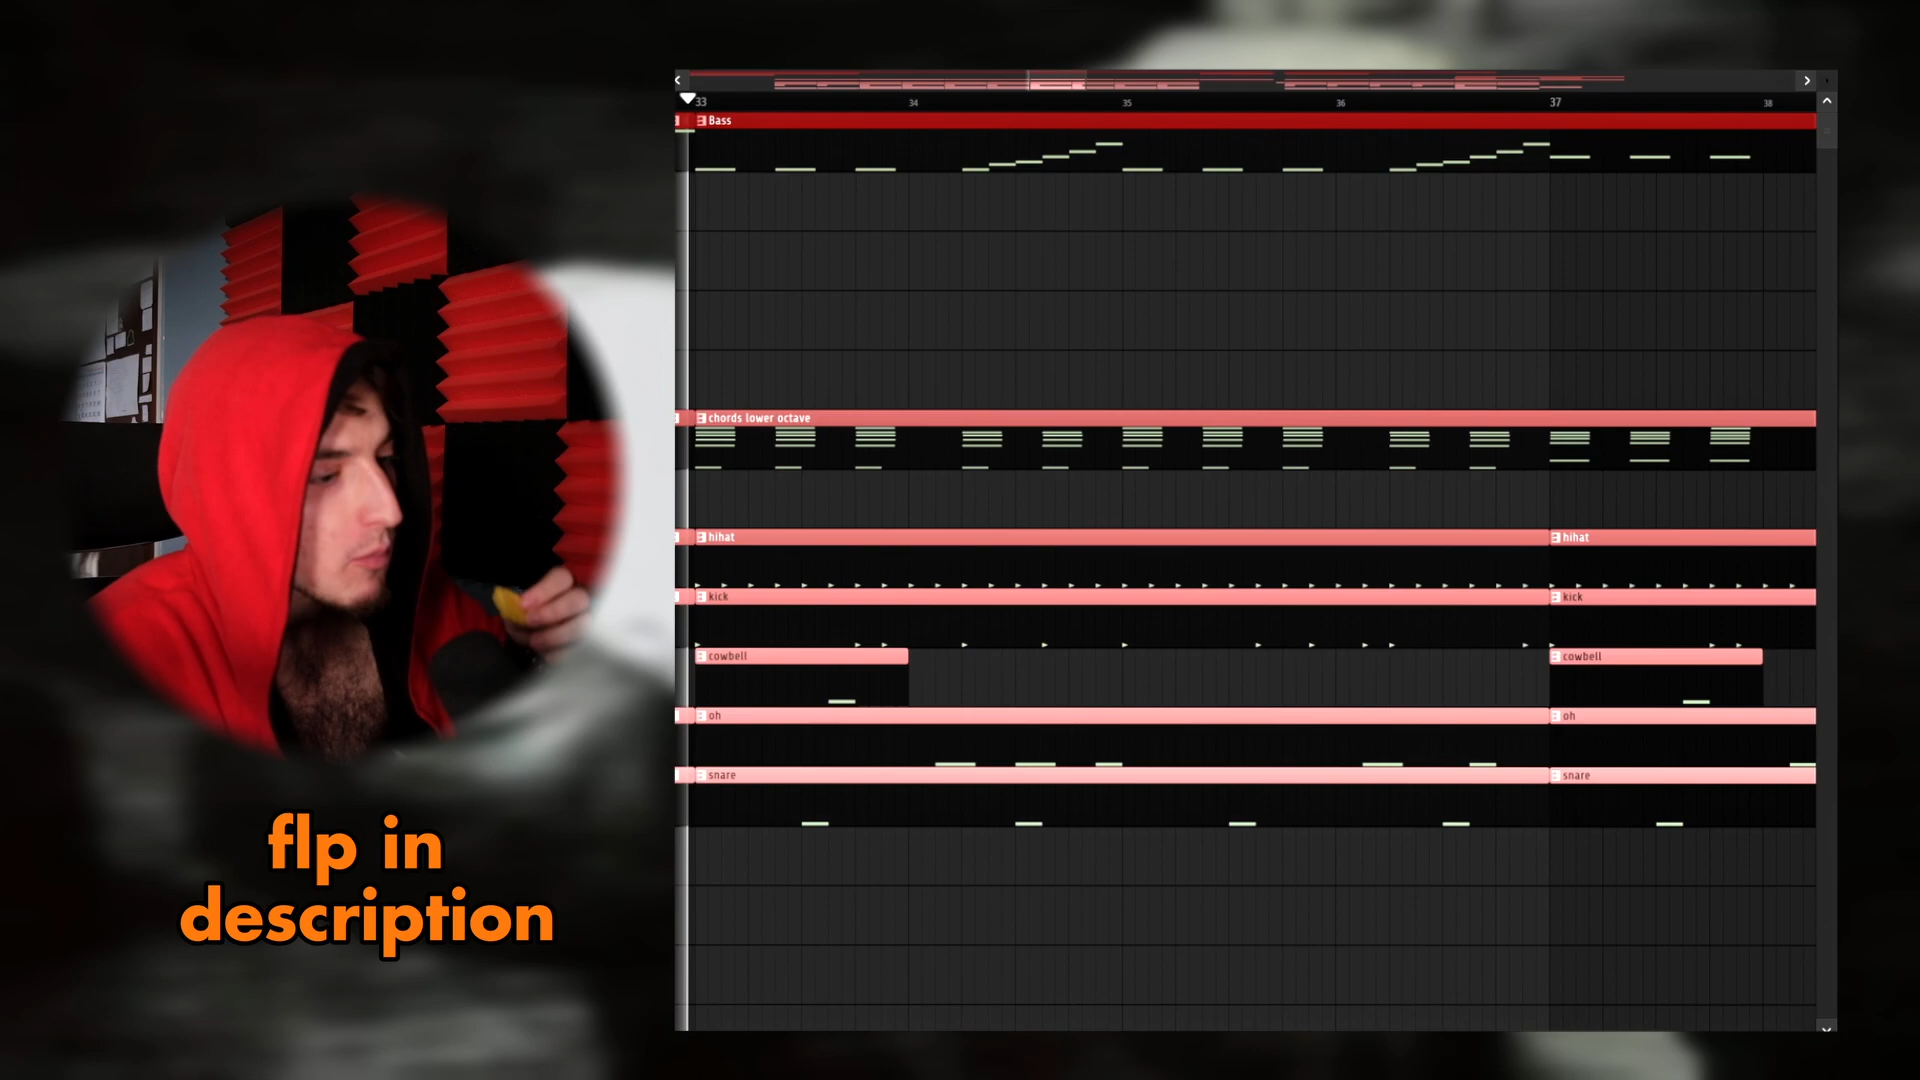 33 34 35 36 37 38
Bass
chords lower octave
hihat hihat
kick kick
cowbell cowbell
oh oh
snare snare
flp in
description